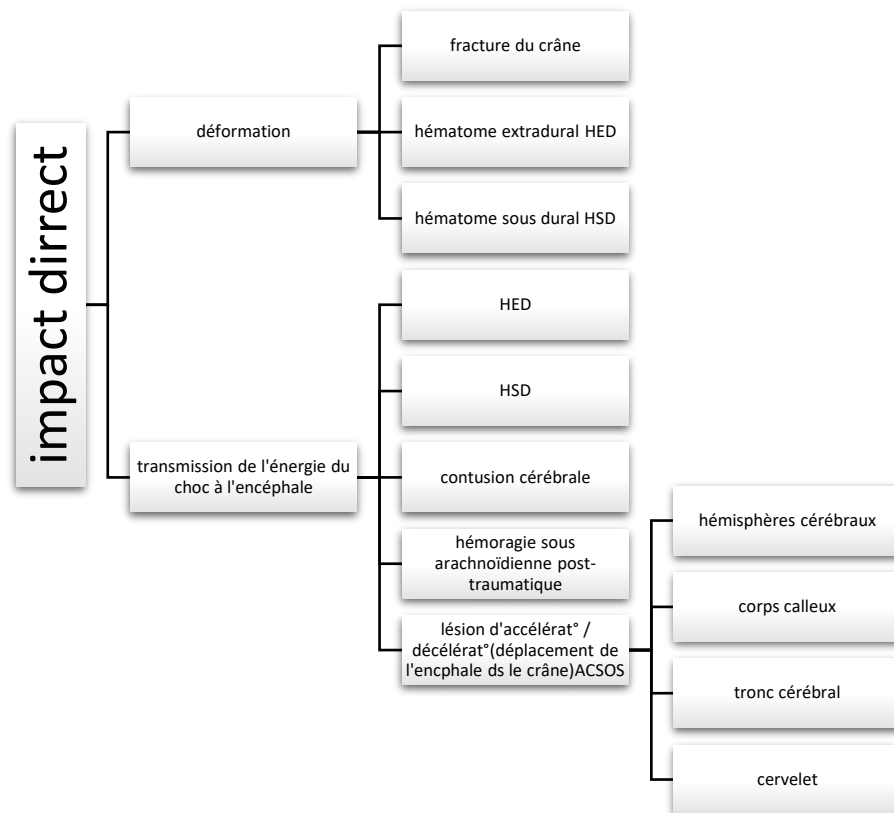 impact dirrect
déformation
fracture du crâne
hématome extradural HED
hématome sous dural HSD
transmission de l'énergie du
choc à l'encéphale
HED
HSD
contusion cérébrale
hémoragie sous
arachnoïdienne post-
traumatique
lésion d'accélérat° /
décélérat°(déplacement de
l'encphale ds le crâne)ACSOS
hémisphères cérébraux
corps calleux
tronc cérébral
cervelet